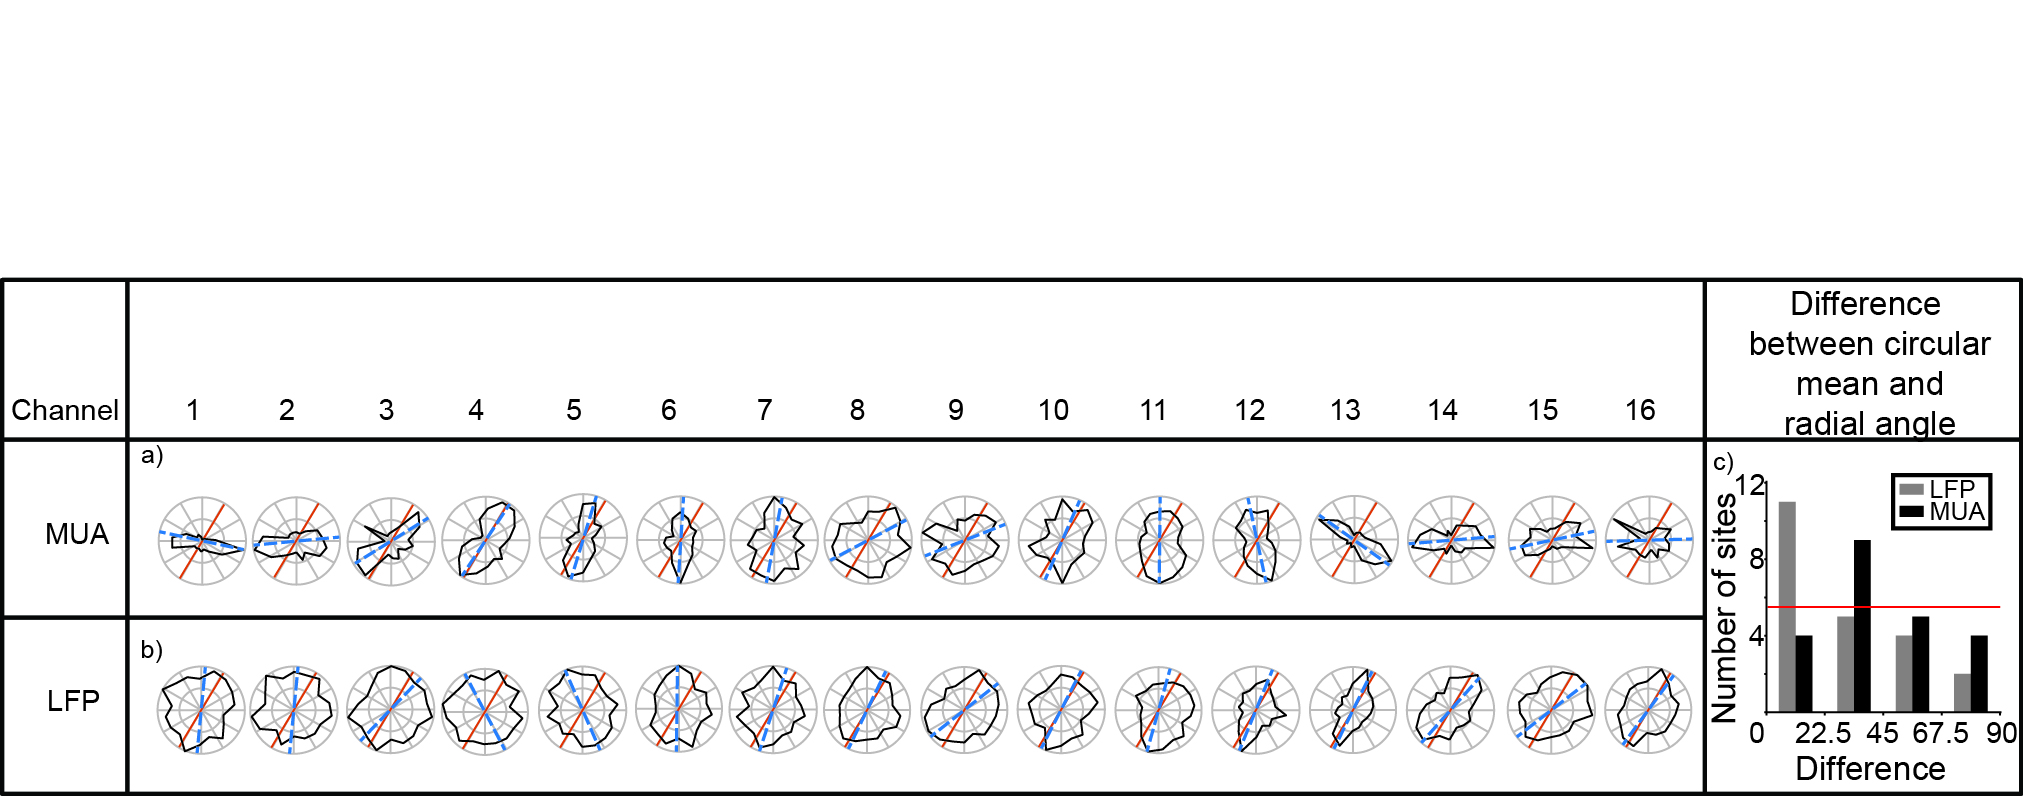 Channel 1 2 3 4 5 6 7 8 9 10 11 12 13 14 15 16
Difference
between circular
mean and
radial angle
MUA
a)
LFP
b)
c)
Number of sites
12
8
4
LFP
MUA
0 22.5 45 67.5 90
Difference